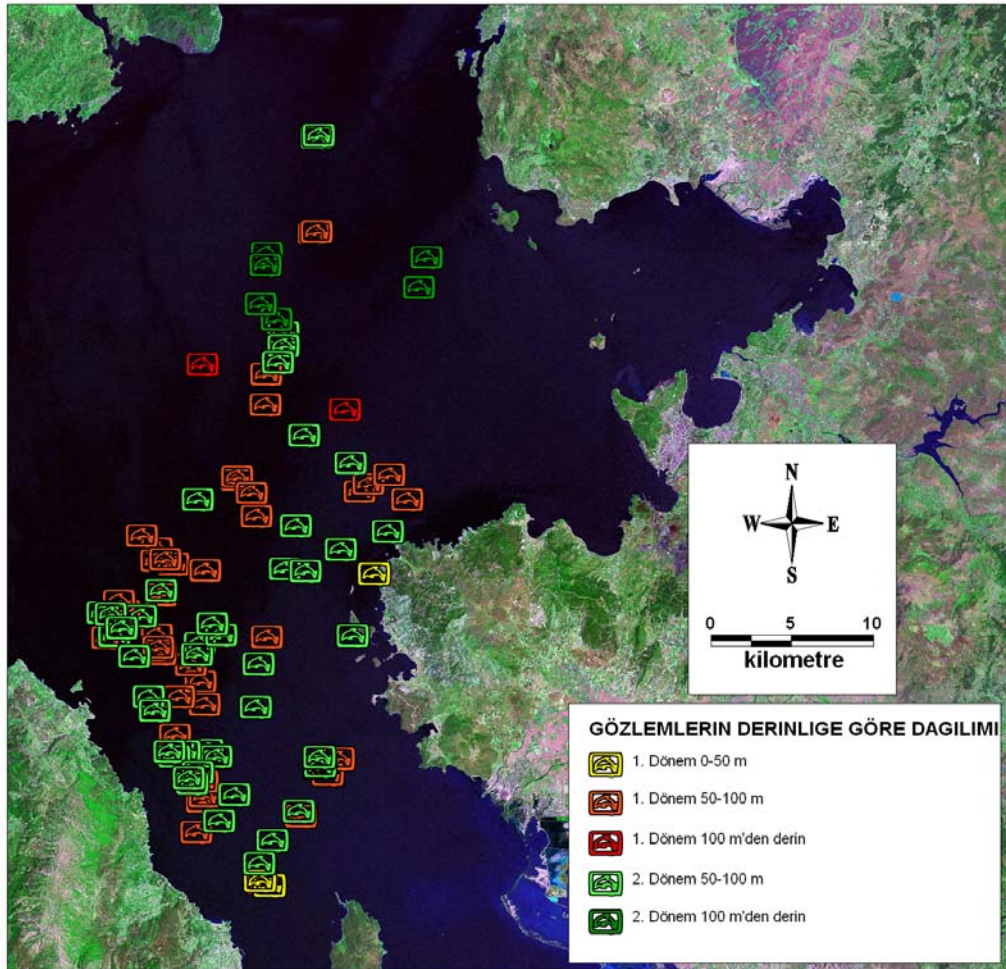 N
W E
S
0 5 10
kilometre
GÖZLEMLERIN DERINLIGE GÖRE DAGILIMI
1. Dönem 0-50 m
1. Dönem 50-100 m
1. Dönem 100 m'den derin
2. Dönem 50-100 m
2. Dönem 100 m'den derin